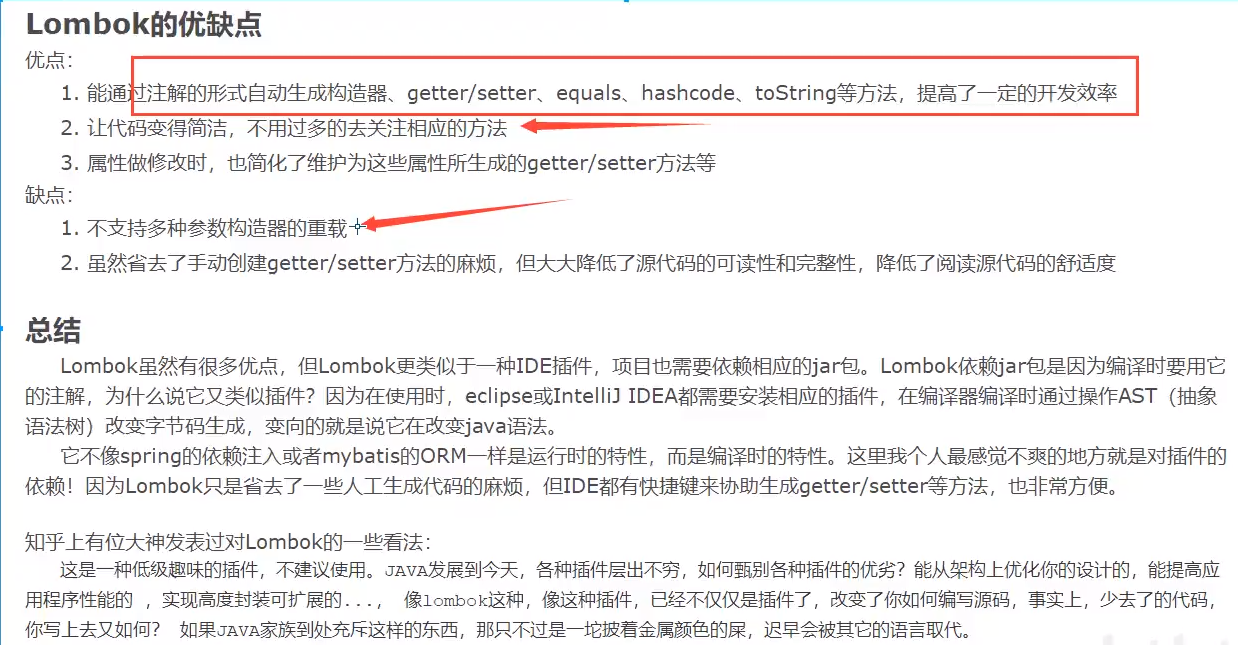 Lombok的优缺点
优点：
1. 能通过注解的形式自动生成构造器、getter/setter、equals、hashcode、toString等方法，提高了一定的开发效率
2. 让代码变得简洁，不用过多的去关注相应的方法
3. 属性做修改时，也简化了维护为这些属性所生成的getter/setter方法等
缺点：
1. 不支持多种参数构造器的重载
2. 虽然省去了手动创建getter/setter方法的麻烦，但大大降低了源代码的可读性和完整性，降低了阅读源代码的舒适度
总结
Lombok虽然有很多优点，但Lombok更类似于一种IDE插件，项目也需要依赖相应的jar包。Lombok依赖jar包是因为编译时要用它
的注解，为什么说它又类似插件？因为在使用时，eclipse或IntelliJ IDEA都需要安装相应的插件，在编译器编译时通过操作AST（抽象
语法树）改变字节码生成，变向的就是说它在改变java语法。
它不像spring的依赖注入或者mybatis的ORM一样是运行时的特性，而是编译时的特性。这里我个人最感觉不爽的地方就是对插件的
依赖！因为Lombok只是省去了一些人工生成代码的麻烦，但IDE都有快捷键来协助生成getter/setter等方法，也非常方便。
知乎上有位大神发表过对Lombok的一些看法：
这是一种低级趣味的插件，不建议使用。JAVA发展到今天，各种插件层出不穷，如何甄别各种插件的优劣？能从架构上优化你的设计的，能提高应
用程序性能的 ，实现高度封装可扩展的...， 像lombok这种，像这种插件，已经不仅仅是插件了，改变了你如何编写源码，事实上，少去了的代码，
你写上去又如何？ 如果JAVA家族到处充斥这样的东西，那只不过是一坨披着金属颜色的屎，迟早会被其它的语言取代。